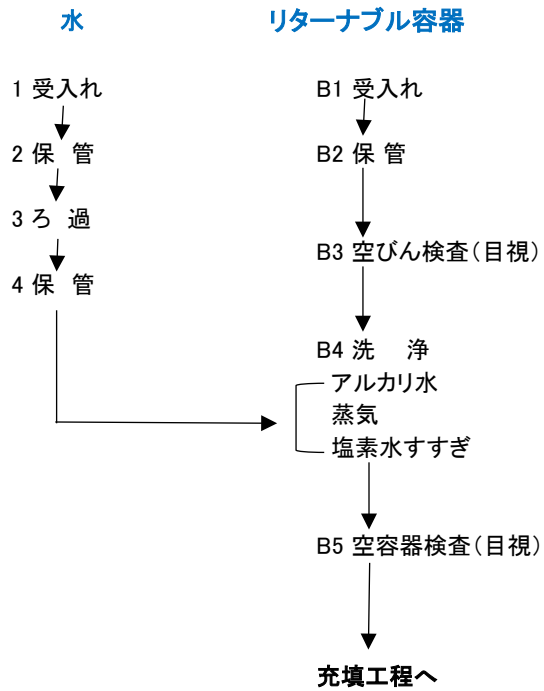 水
1 受入れ
2 保　管
3 ろ　過
4 保　管
リターナブル容器
B1 受入れ
B2 保 管
B3 空びん検査（目視）
B4 洗　　浄
アルカリ水
蒸気
塩素水すすぎ
B5 空容器検査（目視）
充填工程へ